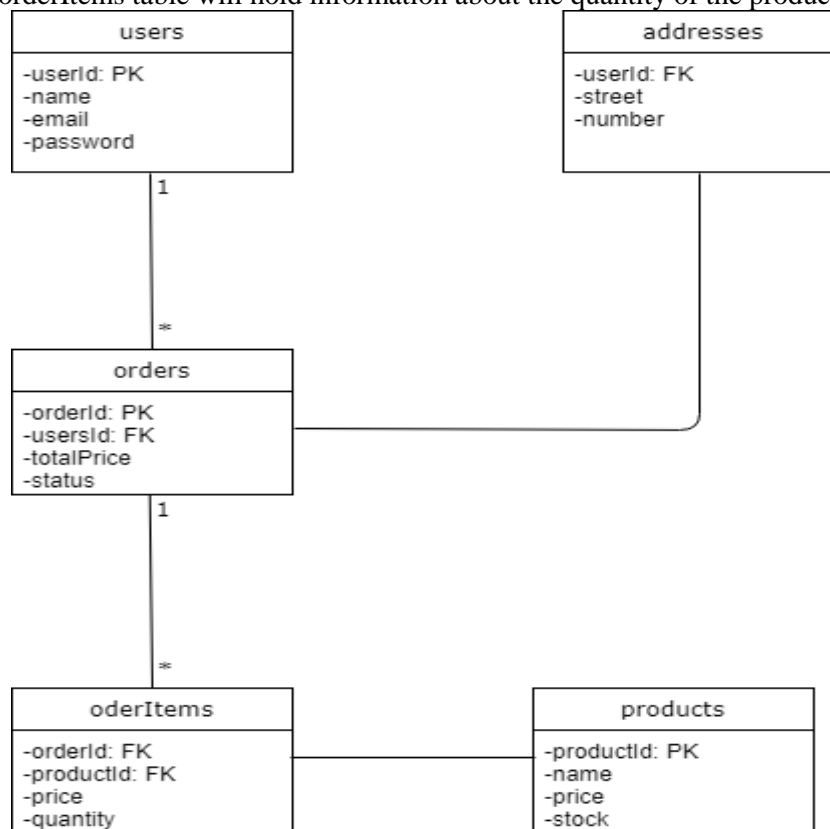 orderItems table will hold information about the quantity of the produc
users
-userId: PK
-name
-email
-password
addresses
-userId: FK
-street
-number
1
*
orders
-orderId: PK
-usersId: FK
-totalPrice
-status
1
*
oderItems
-orderId: FK
-productId: FK
-price
-quantity
products
-productId: PK
-name
-price
-stock